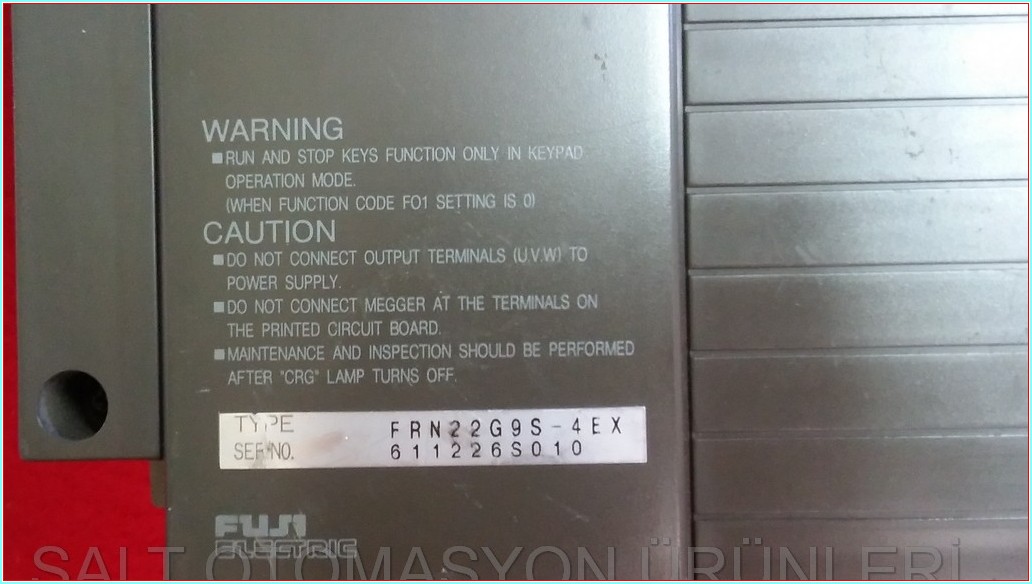 WARNING
■RUN AND STOP KEYS FUNCTION ONLY IN KEYPAD
OPERATION MODE.
(WHEN FUNCTION CODE FO1 SETTING IS 0)
CAUTION
■DO NOT CONNECT OUTPUT TERMINALS (U.V.W) TO
POWER SUPPLY.
■DO NOT CONNECT MEGGER AT THE TERMINALS ON
THE PRINTED CIRCUIT BOARD.
■MAINTENANCE AND INSPECTION SHOULD BE PERFORMED
AFTER "CRG" LAMP TURNS OFF.
TYPE FRN22G9S-4EX
SER.NO. 611226S010
FUJI
ELECTRIC
SALT OTOMASYON ÜRÜNLERİ